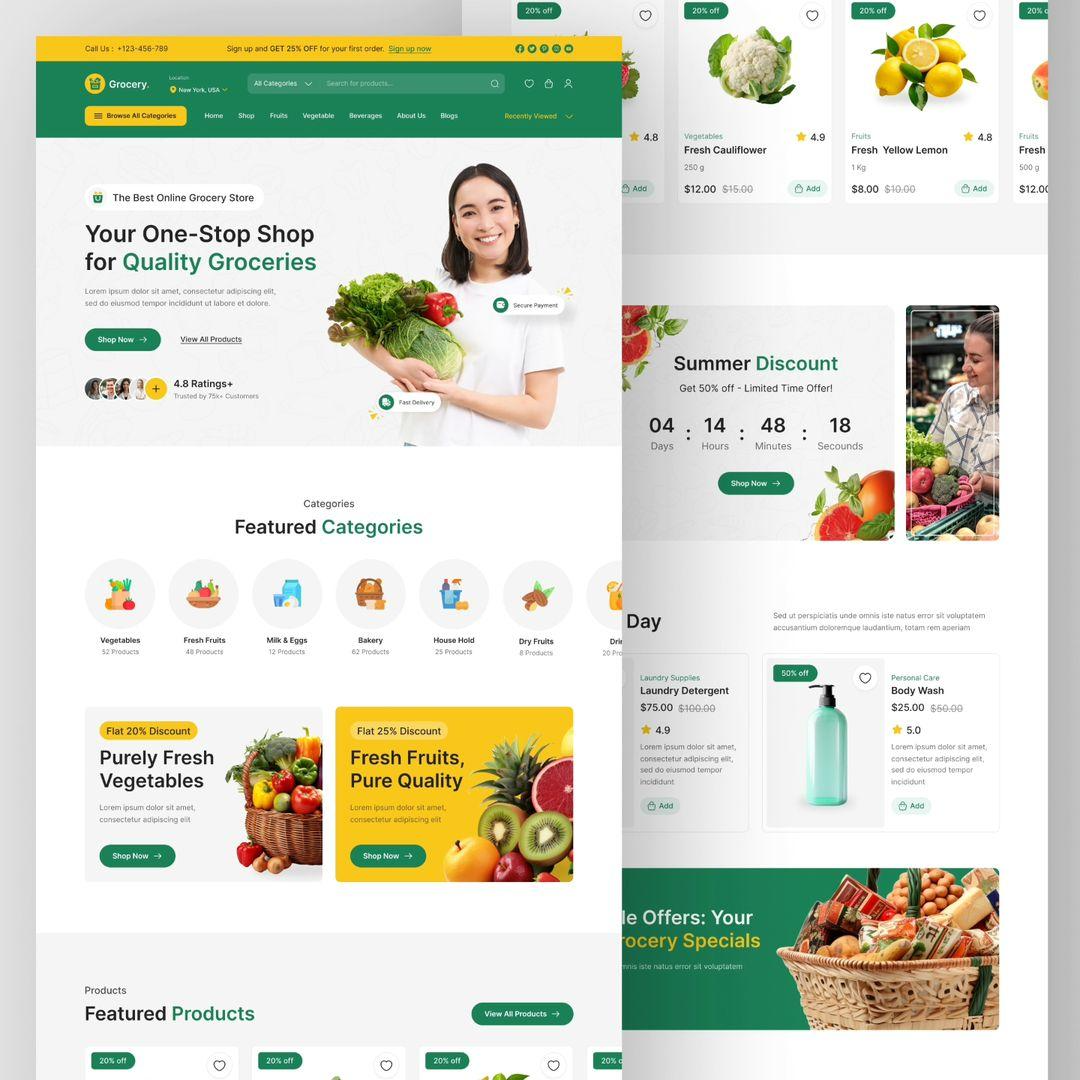 Call Us : +123-456-789
Sign up and GET 25% OFF for your first order. Sign up now
Grocery.
Location
New York, USA
All Categories
Search for products...
Browse All Categories
Home
Shop
Fruits
Vegetable
Beverages
About Us
Blogs
Recently Viewed
The Best Online Grocery Store
Your One-Stop Shop
for Quality Groceries
Lorem ipsum dolor sit amet, consectetur adipiscing elit,
sed do eiusmod tempor incididunt ut labore et dolore.
Shop Now
View All Products
4.8 Ratings+
Trusted by 75k+ Customers
Secure Payment
Fast Delivery
Categories
Featured Categories
Vegetables
52 Products
Fresh Fruits
48 Products
Milk & Eggs
12 Products
Bakery
62 Products
House Hold
25 Products
Dry Fruits
8 Products
Flat 20% Discount
Purely Fresh
Vegetables
Lorem ipsum dolor sit amet,
consectetur adipiscing elit
Shop Now
Flat 25% Discount
Fresh Fruits,
Pure Quality
Lorem ipsum dolor sit amet,
consectetur adipiscing elit
Shop Now
Products
Featured Products
View All Products
20% off
20% off
20% off
20% off
4.8
Add
20% off
Vegetables
4.9
Fresh Cauliflower
250 g
$12.00 $15.00
Add
20% off
Fruits
4.8
Fresh Yellow Lemon
1 Kg
$8.00 $10.00
Add
Fruits
Fresh
500 g
Summer Discount
Get 50% off - Limited Time Offer!
04 : 14 : 48 : 18
Days Hours Minutes Secounds
Shop Now
Day
Sed ut perspiciatis unde omnis iste natus error sit voluptatem
accusantium doloremque laudantium, totam rem aperiam
Laundry Supplies
Laundry Detergent
$75.00 $100.00
4.9
Lorem ipsum dolor sit amet,
consectetur adipiscing elit,
sed do eiusmod tempor
incididunt
Add
50% off
Personal Care
Body Wash
$25.00 $50.00
5.0
Lorem ipsum dolor sit amet,
consectetur adipiscing elit,
sed do eiusmod tempor
incididunt
Add
le Offers: Your
rocery Specials
mnis iste natus error sit voluptatem